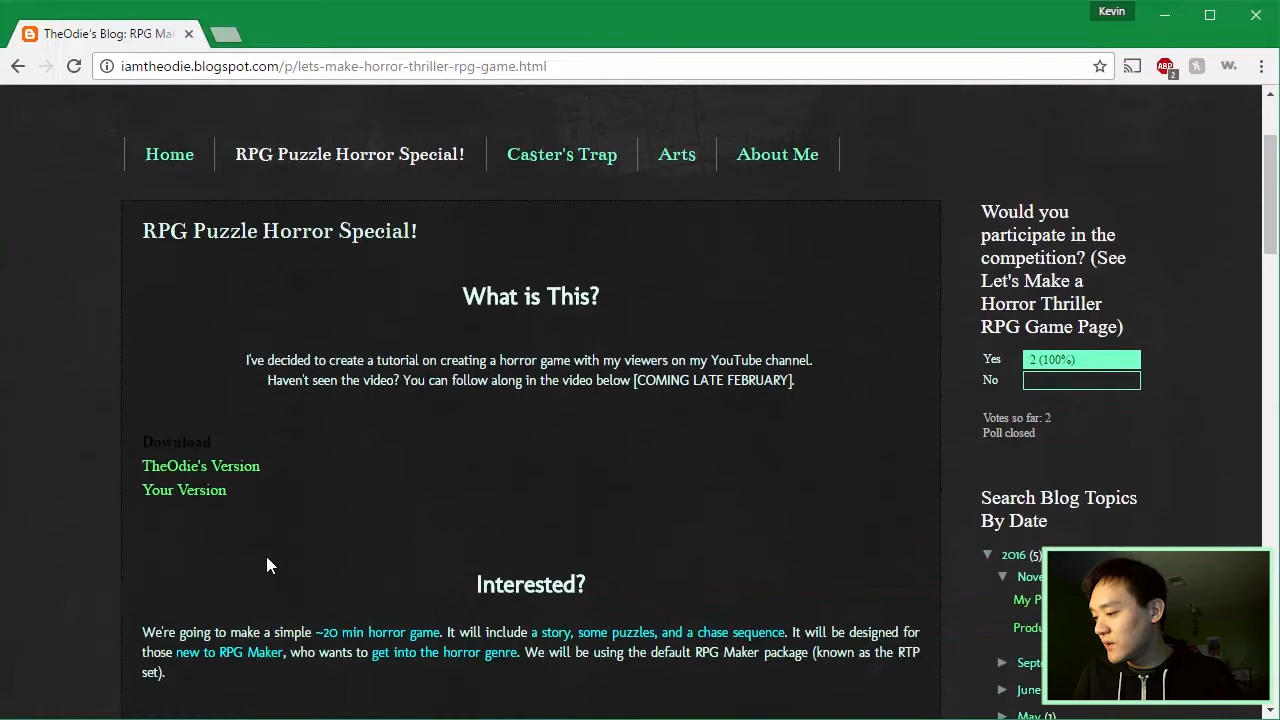 Kevin
TheOdie's Blog: RPG Ma
iamtheodie.blogspot.com/p/lets-make-horror-thriller-rpg-game.html
ABP
2
w.
Home
RPG Puzzle Horror Special!
Caster's Trap
Arts
About Me
RPG Puzzle Horror Special!
What is This?
I've decided to create a tutorial on creating a horror game with my viewers on my YouTube channel.
Haven't seen the video? You can follow along in the video below [COMING LATE FEBRUARY].
Download
TheOdie's Version
Your Version
Interested?
We're going to make a simple ~20 min horror game. It will include a story, some puzzles, and a chase sequence. It will be designed for
those new to RPG Maker, who wants to get into the horror genre. We will be using the default RPG Maker package (known as the RTP
set).
Would you
participate in the
competition? (See
Let's Make a
Horror Thriller
RPG Game Page)
Yes 2 (100%)
No
Votes so far: 2
Poll closed
Search Blog Topics
By Date
2016 (5)
Nove
My P
Produ
Sept
June
May (1)